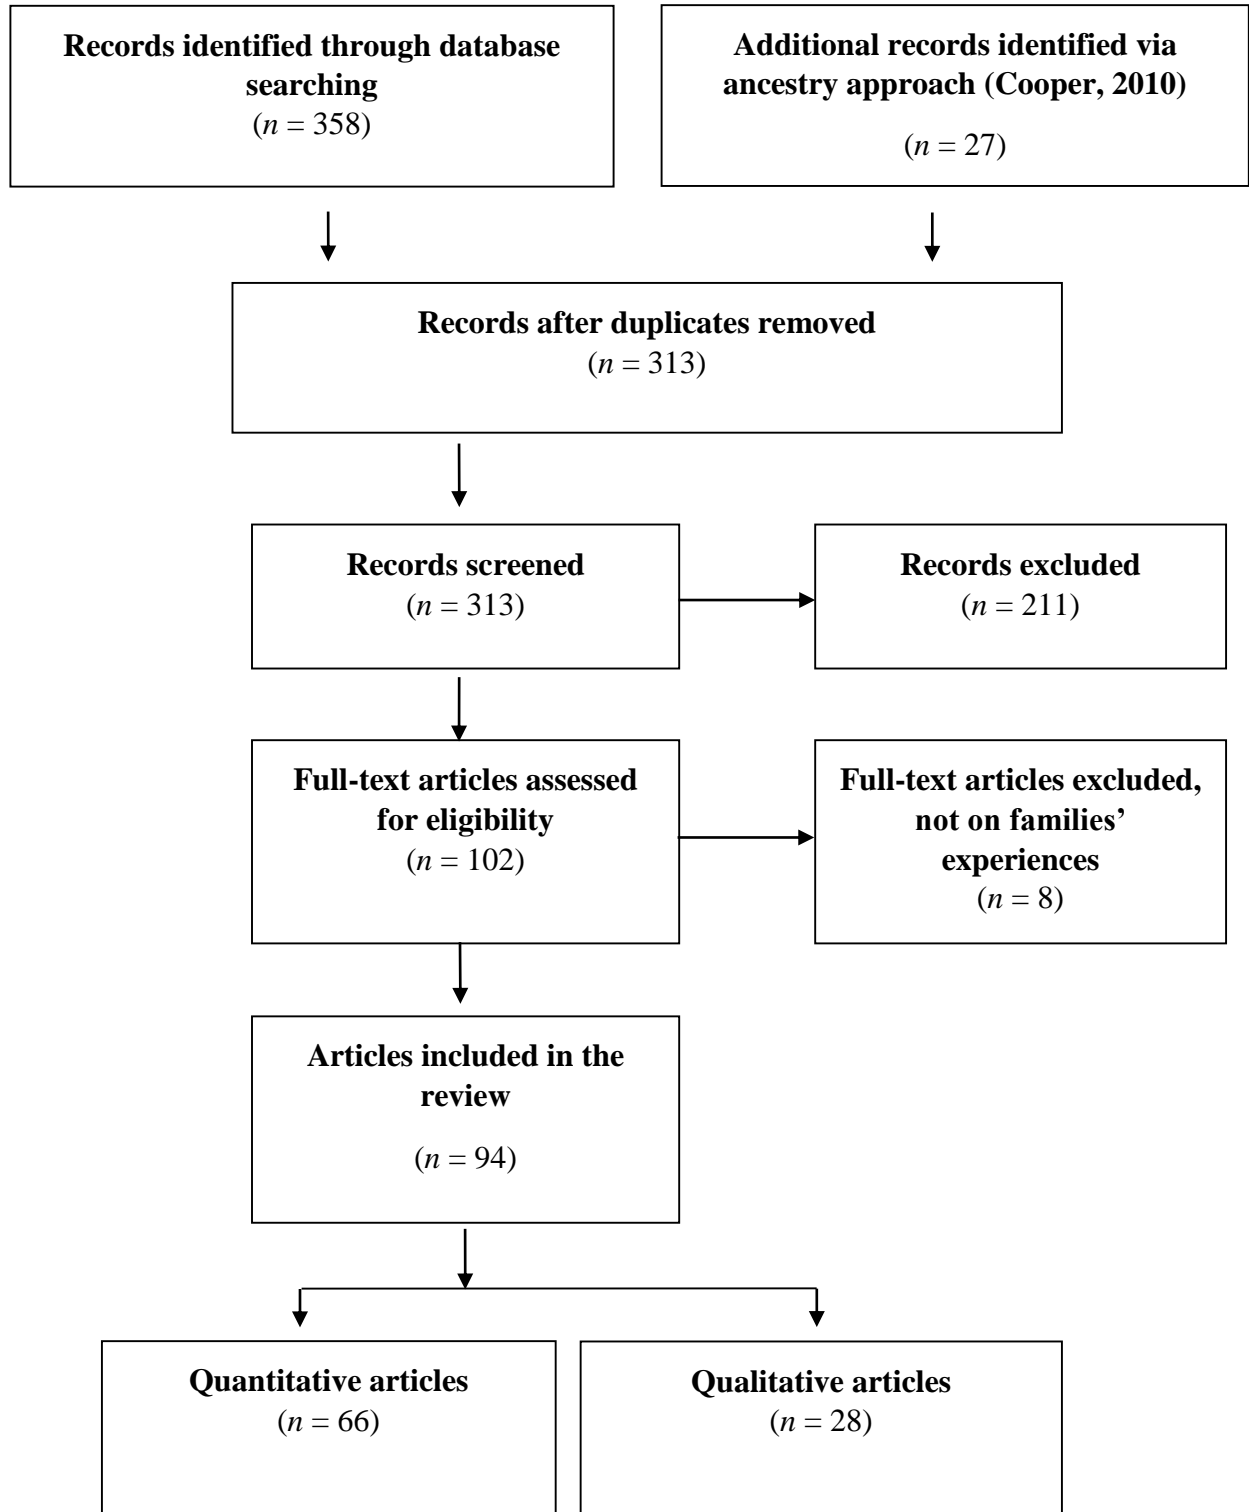 Records identified through database
searching
(n = 358)
Additional records identified via
ancestry approach (Cooper, 2010)
(n = 27)
Records after duplicates removed
(n = 313)
Records screened
(n = 313)
Records excluded
(n = 211)
Full-text articles assessed
for eligibility
(n = 102)
Full-text articles excluded,
not on families’
experiences
(n = 8)
Articles included in the
review
(n = 94)
Quantitative articles
(n = 66)
Qualitative articles
(n = 28)